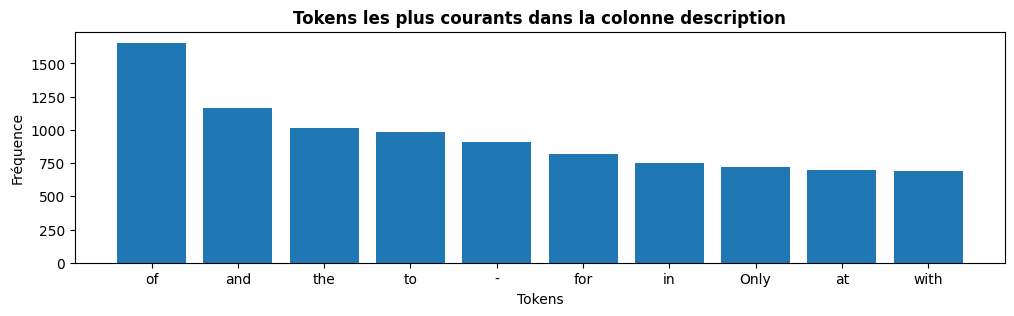 Tokens les plus courants dans la colonne description
Fréquence
1500
1250
1000
750
500
250
0
of and the to - for in Only at with
Tokens